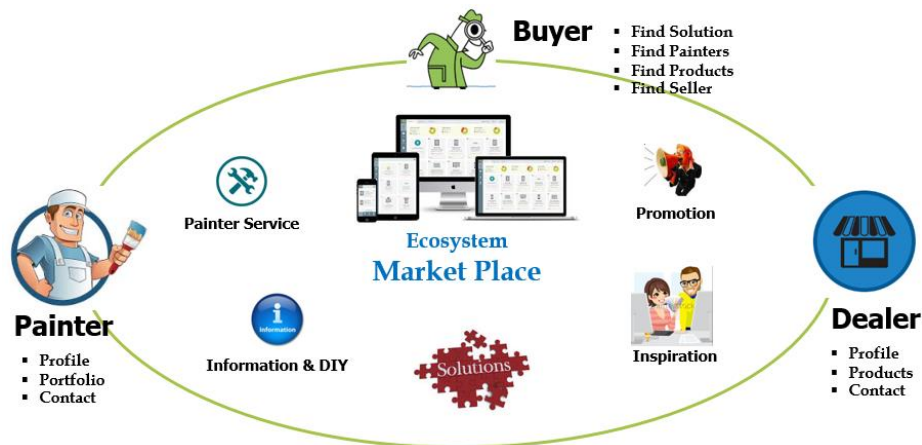 Buyer
Find Solution
Find Painters
Find Products
Find Seller
Painter Service
Promotion
Ecosystem
Market Place
Painter
Profile
Portfolio
Contact
information
Information & DIY
Solutions
Inspiration
Dealer
Profile
Products
Contact